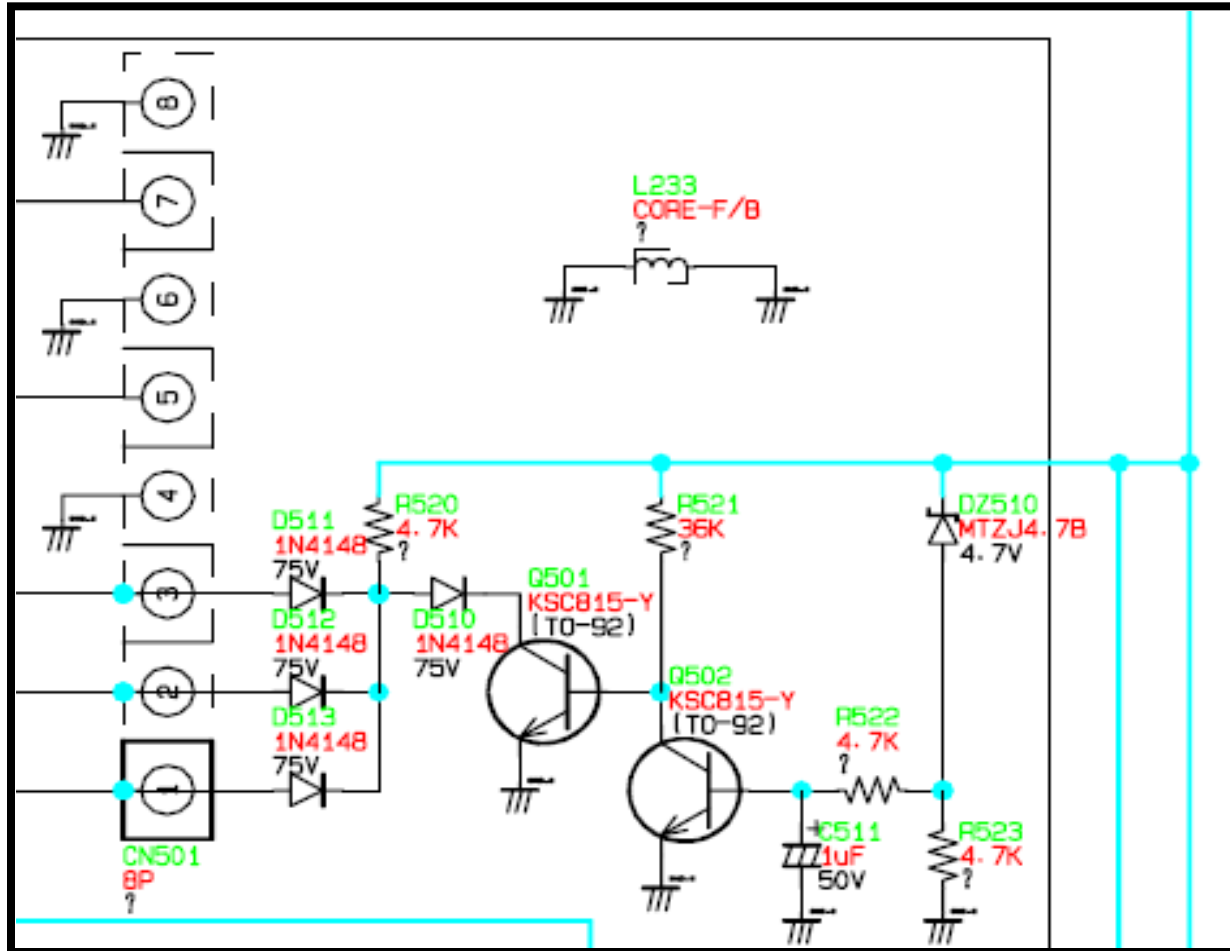 8
7
6
5
4
3
2
1
CN501
8P
?
L233
CORE-F/B
?
D511
1N4148
75V
R520
4.7K
?
D512
1N4148
75V
D510
1N4148
75V
D513
1N4148
75V
Q501
KSC815-Y
(TO-92)
R521
36K
?
Q502
KSC815-Y
(TO-92)
DZ510
MTZJ4.7B
4.7V
R522
4.7K
?
+
C511
1uF
50V
R523
4.7K
?